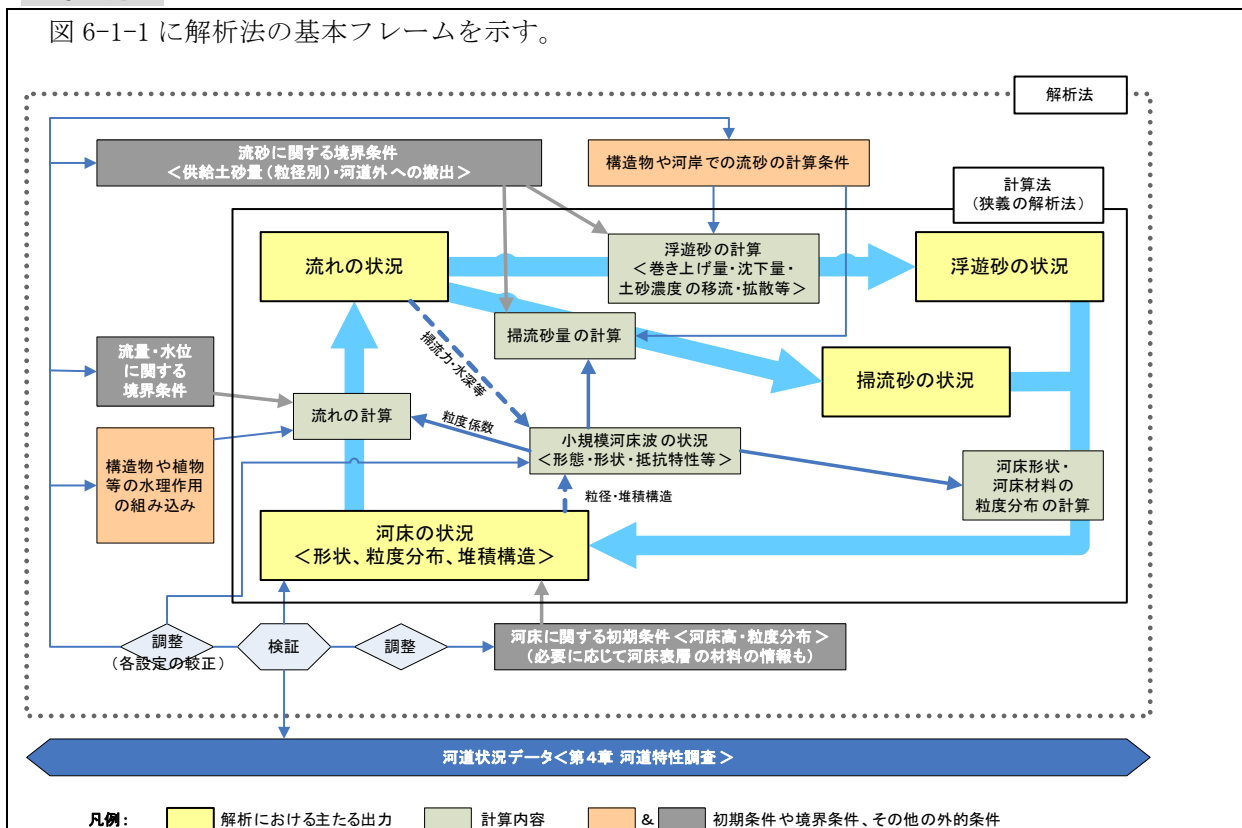 図 6-1-1 に解析法の基本フレームを示す。
解析法
流砂に関する境界条件
＜供給土砂量（粒径別）・河道外への搬出＞
構造物や河岸での流砂の計算条件
計算法
（狭義の解析法）
流れの状況
浮遊砂の計算
＜巻き上げ量・沈下量・
土砂濃度の移流・拡散等＞
浮遊砂の状況
掃流砂量の計算
掃流力・水深等
掃流砂の状況
流量・水位
に関する
境界条件
流れの計算
粒度係数
小規模河床波の状況
＜形態・形状・抵抗特性等＞
構造物や植物
等の水理作用
の組み込み
河床形状・
河床材料の
粒度分布の計算
粒径・堆積構造
河床の状況
＜形状、粒度分布、堆積構造＞
調整
（各設定の較正）
検証
調整
河床に関する初期条件＜河床高・粒度分布＞
（必要に応じて河床表層の材料の情報も）
河道状況データ＜第4章 河道特性調査＞
凡例：
解析における主たる出力
計算内容
&
初期条件や境界条件、その他の外的条件